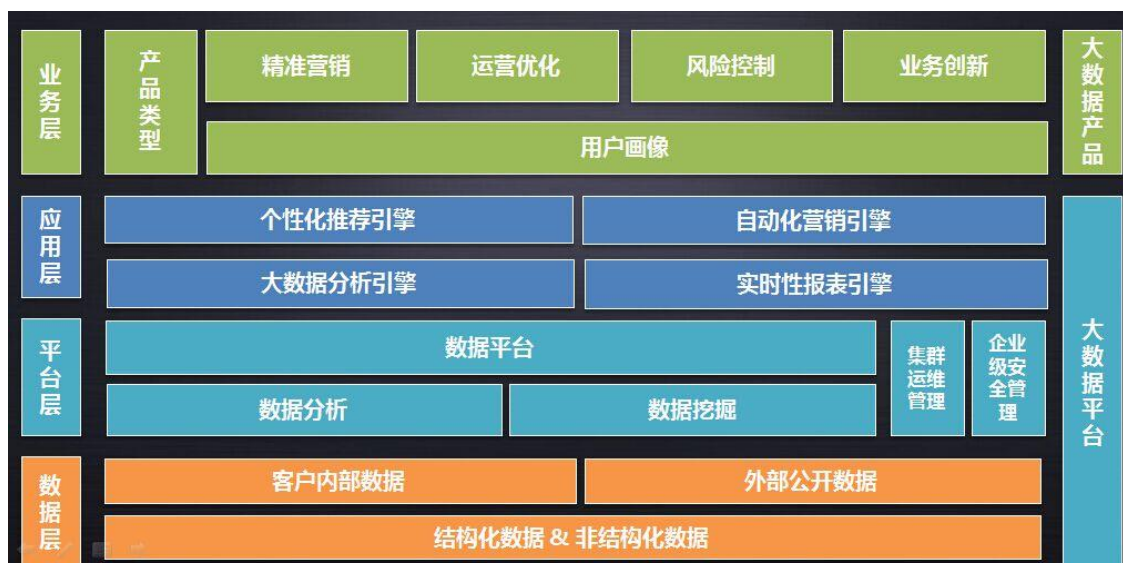 业务层
产品类型
精准营销
运营优化
风险控制
业务创新
用户画像
大数据产品
应用层
个性化推荐引擎
自动化营销引擎
大数据分析引擎
实时性报表引擎
平台层
数据平台
数据分析
数据挖掘
集群
运维
管理
企业
级安
全管
理
大数据平台
数据层
客户内部数据
外部公开数据
结构化数据 & 非结构化数据